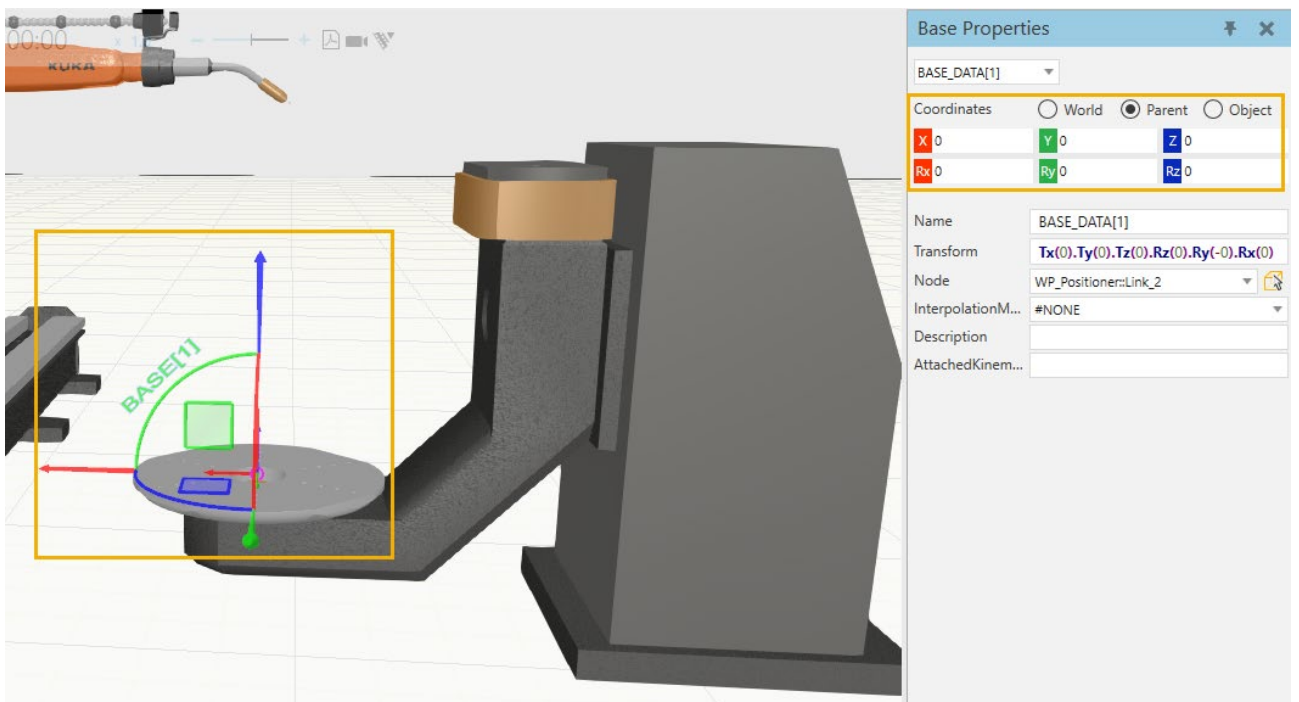 00:00
x 1.
KUKA
BASE[1]
Base Properties
BASE_DATA[1]
Coordinates World Parent Object
X 0 Y 0 Z 0
Rx 0 Ry 0 Rz 0
Name BASE_DATA[1]
Transform Tx(0).Ty(0).Tz(0).Rz(0).Ry(-0).Rx(0)
Node WP_Positioner::Link_2
InterpolationM... #NONE
Description
AttachedKinem...